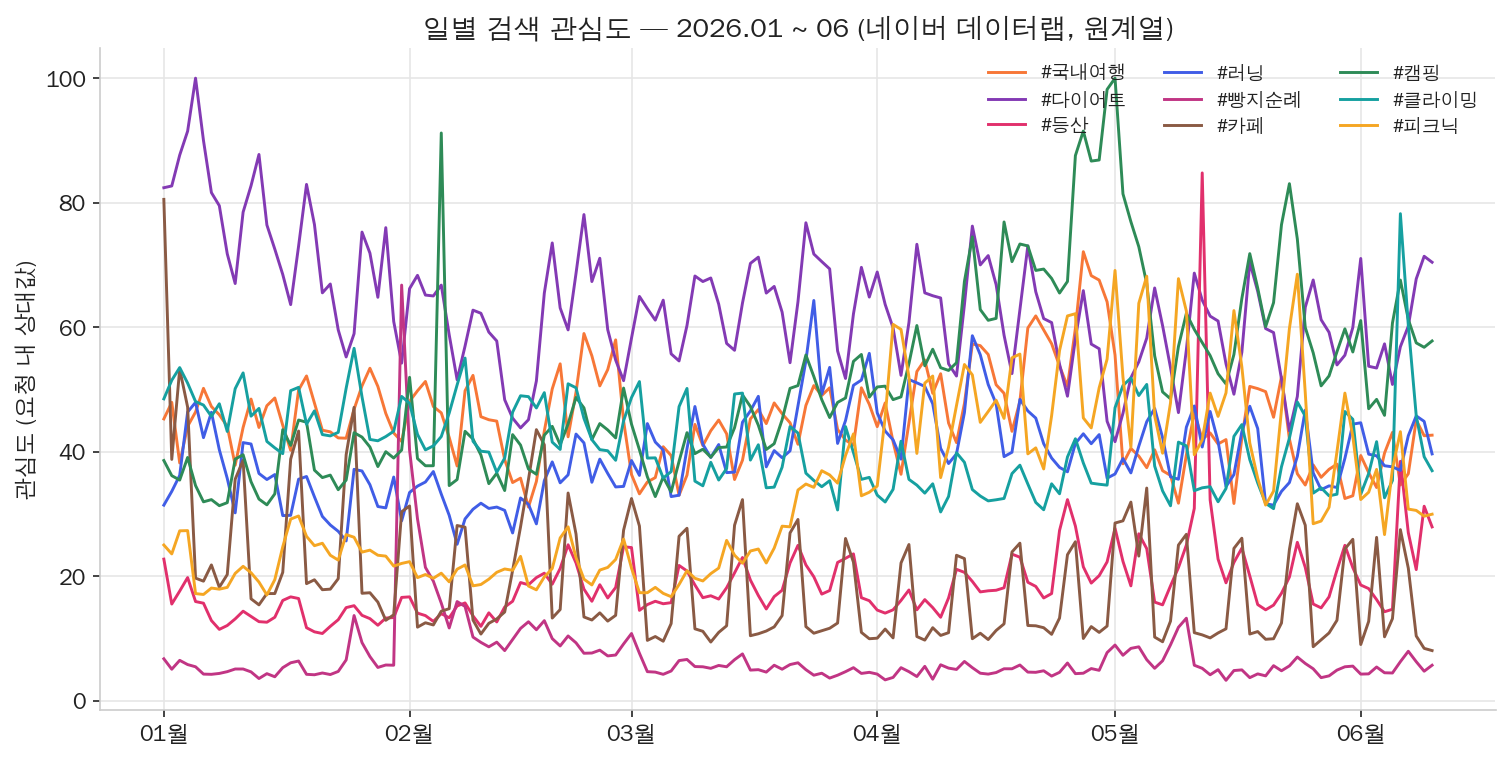 일별 검색 관심도 — 2026.01 ~ 06 (네이버 데이터랩, 원계열)
관심도 (요청 내 상대값)
#국내여행 #러닝 #캠핑
#다이어트 #빵지순례 #클라이밍
#등산 #카페 #피크닉
100
80
60
40
20
0
01월 02월 03월 04월 05월 06월